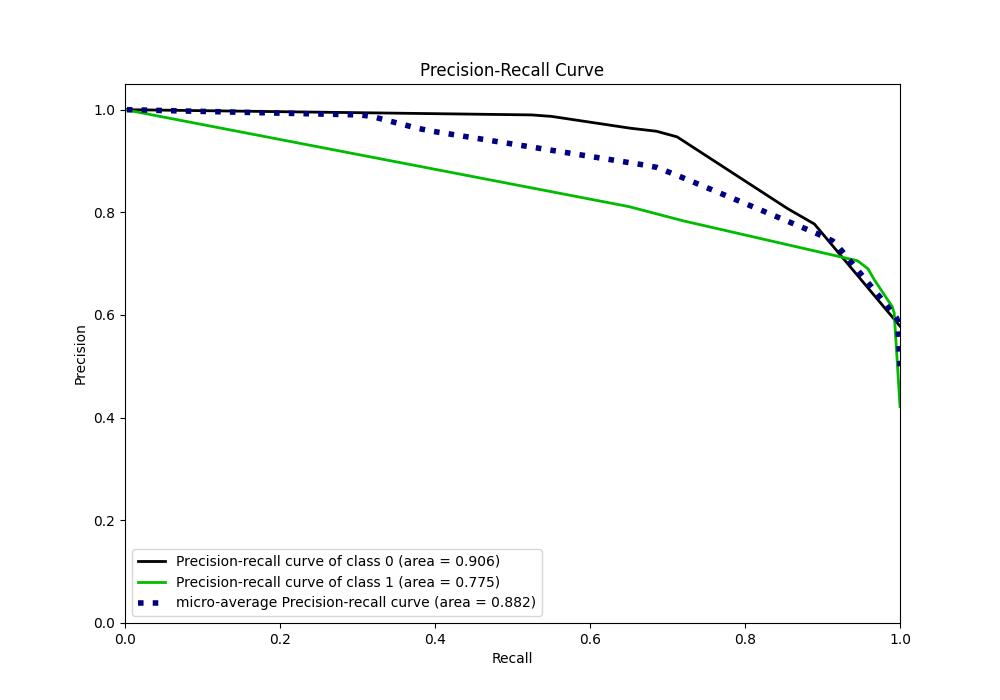 Precision-Recall Curve
1.0
0.8
0.6
0.4
0.2
0.0
Precision
Precision-recall curve of class 0 (area = 0.906)
Precision-recall curve of class 1 (area = 0.775)
micro-average Precision-recall curve (area = 0.882)
0.0 0.2 0.4 0.6 0.8 1.0
Recall